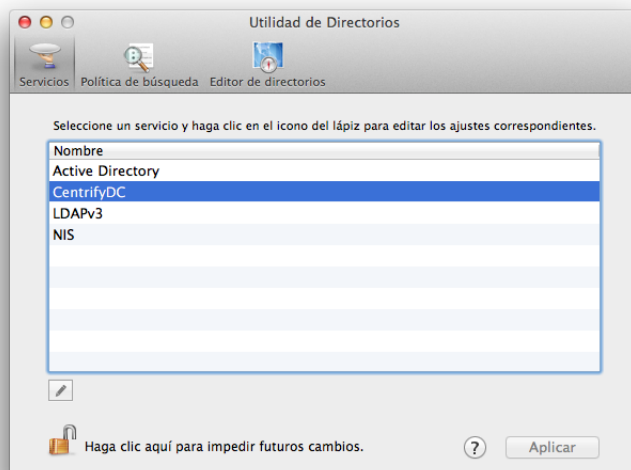 Utilidad de Directorios
Servicios Política de búsqueda Editor de directorios
Seleccione un servicio y haga clic en el icono del lápiz para editar los ajustes correspondientes.
Nombre
Active Directory
CentrifyDC
LDAPv3
NIS
Haga clic aquí para impedir futuros cambios.
? Aplicar